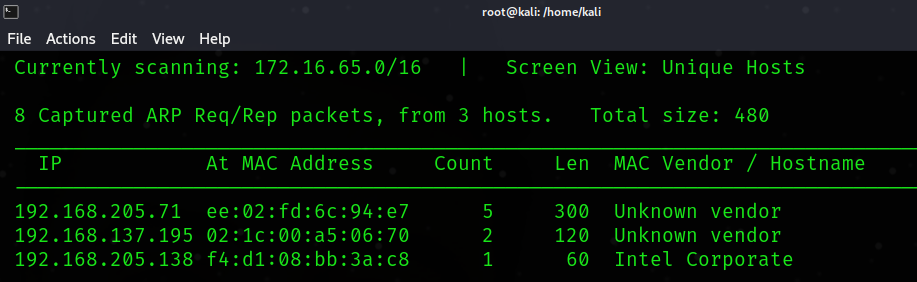 root@kali: /home/kali
File Actions Edit View Help
Currently scanning: 172.16.65.0/16 | Screen View: Unique Hosts
8 Captured ARP Req/Rep packets, from 3 hosts. Total size: 480
IP At MAC Address Count Len MAC Vendor / Hostname
192.168.205.71 ee:02:fd:6c:94:e7 5 300 Unknown vendor
192.168.137.195 02:1c:00:a5:06:70 2 120 Unknown vendor
192.168.205.138 f4:d1:08:bb:3a:c8 1 60 Intel Corporate